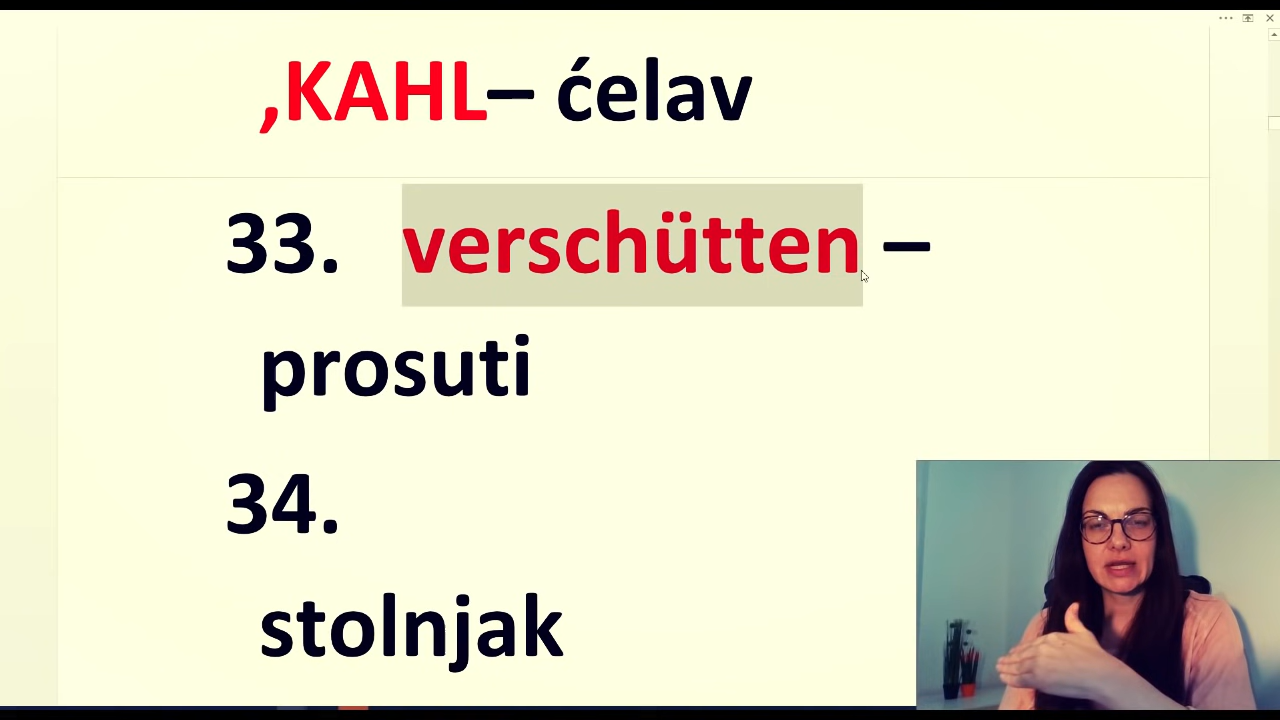 ,KAHL– ćelav
33. verschütten –
prosuti
34.
stolnjak